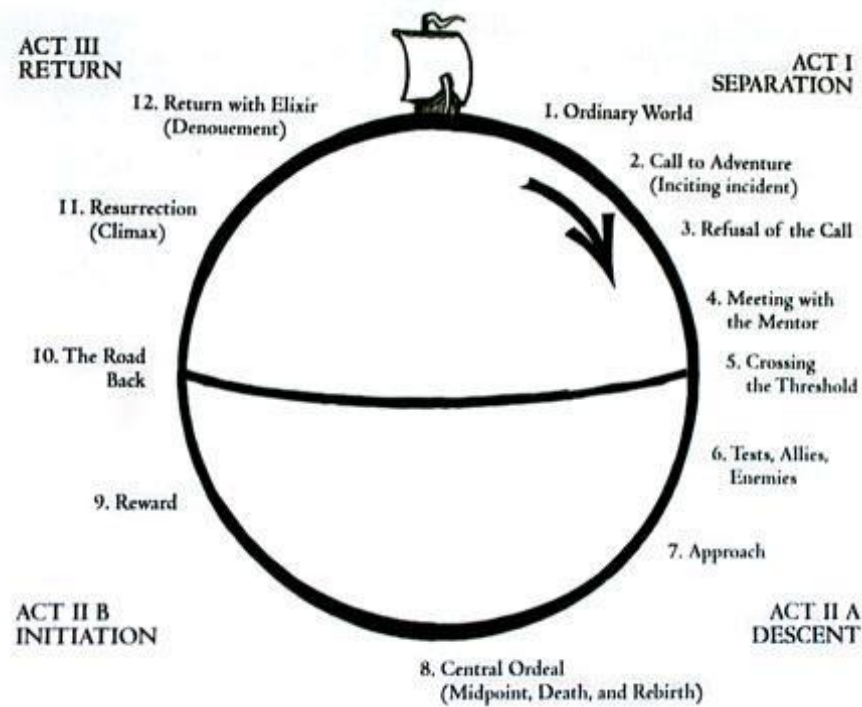 ACT III
RETURN
ACT I
SEPARATION
12. Return with Elixir
(Denouement)
1. Ordinary World
2. Call to Adventure
(Inciting incident)
11. Resurrection
(Climax)
3. Refusal of the Call
4. Meeting with
the Mentor
10. The Road
Back
5. Crossing
the Threshold
6. Tests, Allies,
Enemies
9. Reward
7. Approach
ACT II B
INITIATION
ACT II A
DESCENT
8. Central Ordeal
(Midpoint, Death, and Rebirth)